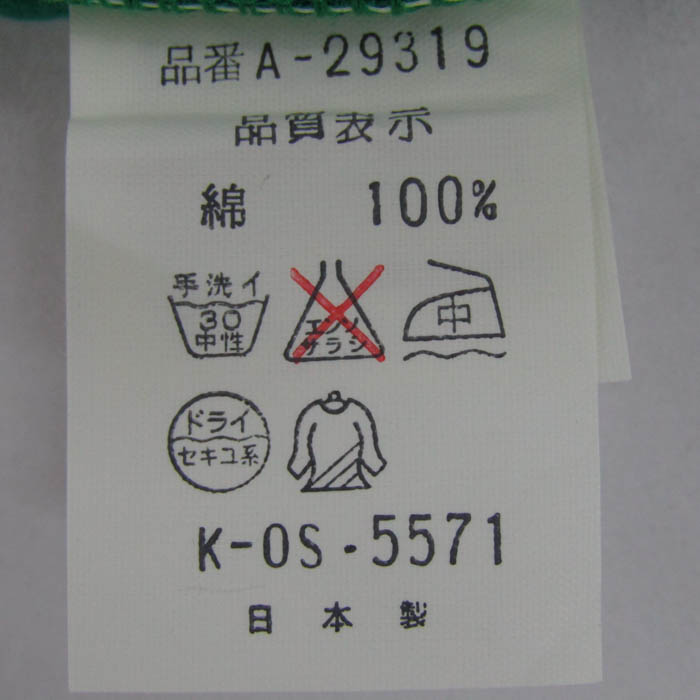 品番 A-29319
品質表示
綿 100%
手洗イ
30
中性
エンソ
サラシ
中
ドライ
セキユ系
K-OS.5571
日本製